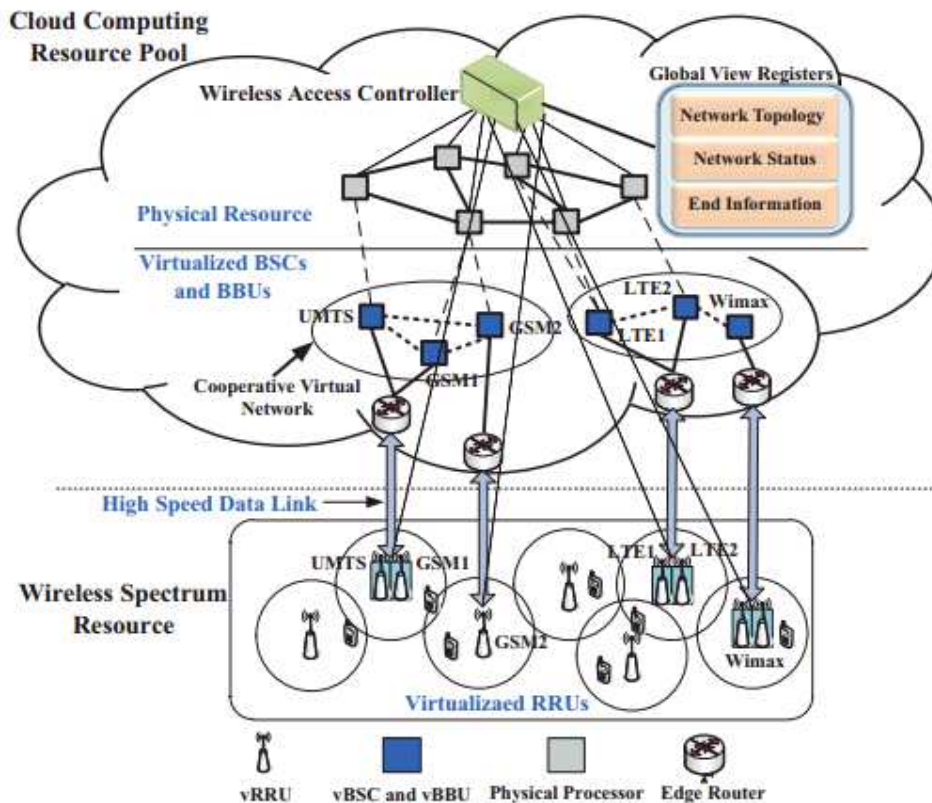 Cloud Computing
Resource Pool
Wireless Access Controller
Global View Registers
Network Topology
Network Status
End Information
Physical Resource
Virtualized BSCs
and BBUs
UMTS
GSM2
GSM1
LTE2
Wimax
LTE1
Cooperative Virtual
Network
High Speed Data Link
Wireless Spectrum
Resource
UMTS
GSM1
LTE1
LTE2
GSM2
Wimax
Virtualizaed RRUs
vRRU
vBSC and vBBU
Physical Processor
Edge Router